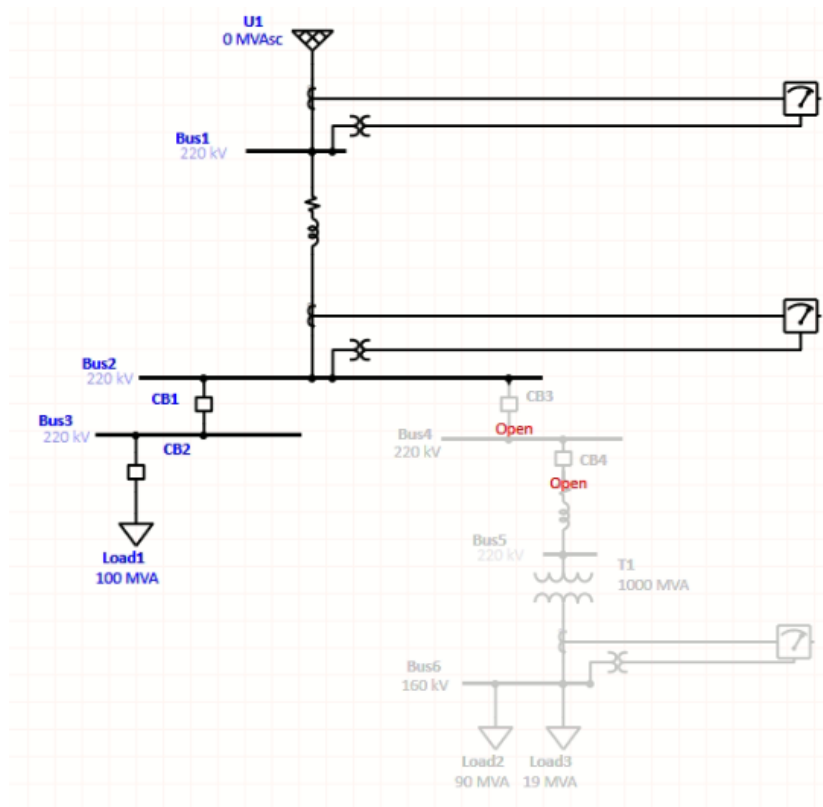 U1
0 MVAsc
Bus1
220 kV
Bus2
220 kV
CB1
CB3
Open
Bus3
220 kV
CB2
Bus4
220 kV
CB4
Open
Bus5
220 kV
T1
1000 MVA
Load1
100 MVA
Bus6
160 kV
Load2
90 MVA
Load3
19 MVA